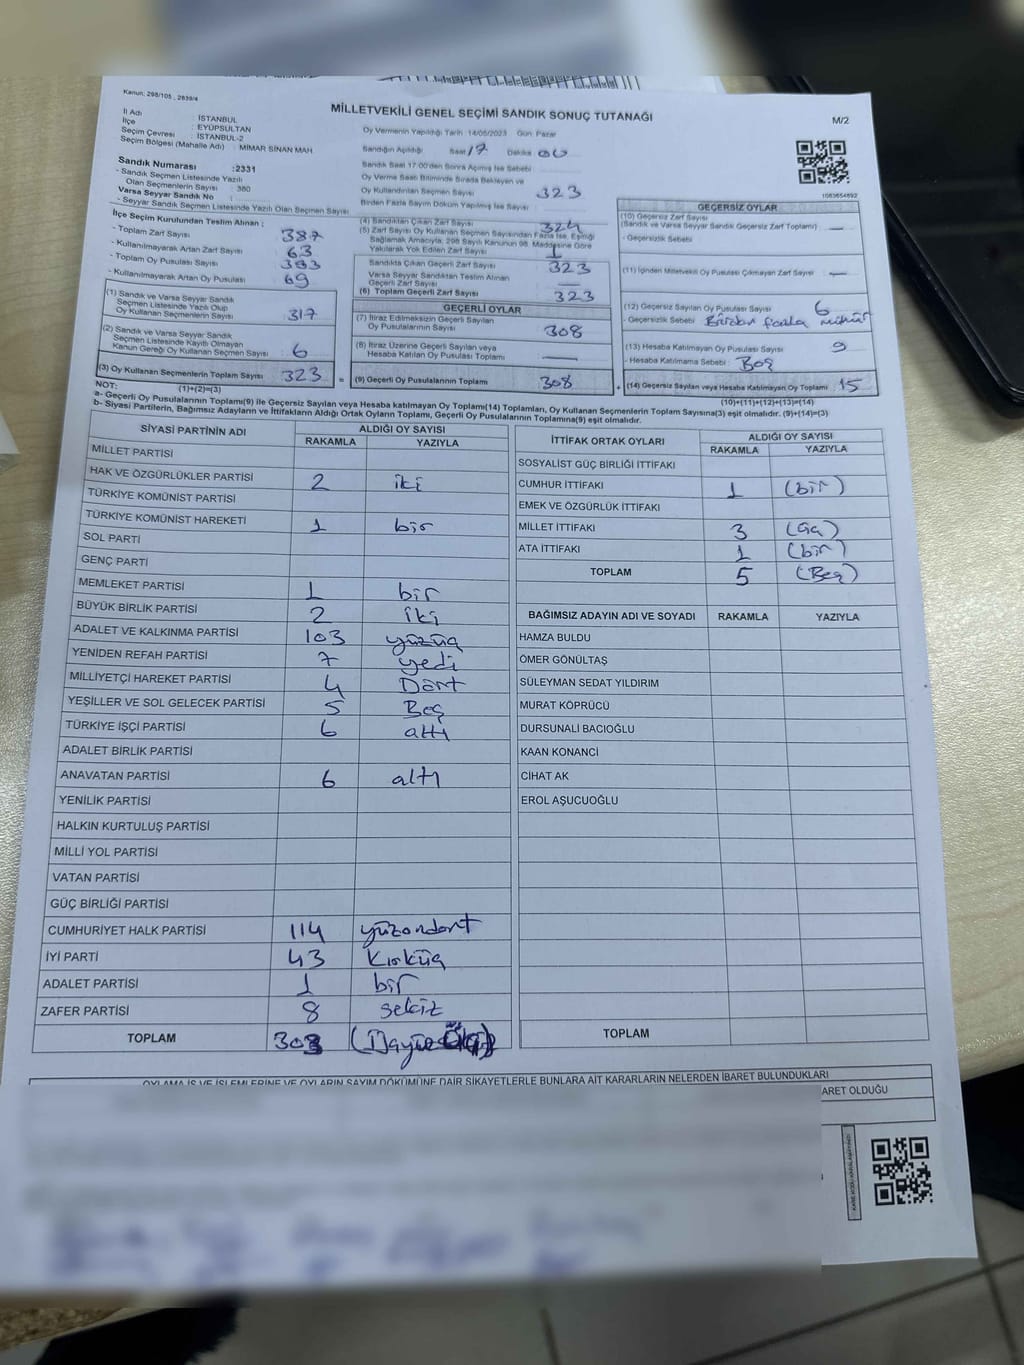 Kanun: 298/105 , 2839/4
MİLLETVEKİLİ GENEL SEÇİMİ SANDIK SONUÇ TUTANAĞI
M/2
İl Adı : İSTANBUL
İlçe : EYÜPSULTAN
Seçim Çevresi : İSTANBUL-2
Seçim Bölgesi (Mahalle Adı) : MİMAR SİNAN MAH
Sandık Numarası :2331
- Sandık Seçmen Listesinde Yazılı
Olan Seçmenlerin Sayısı : 380
Varsa Seyyar Sandık No :
- Seyyar Sandık Seçmen Listesinde Yazılı Olan Seçmen Sayısı
Oy Vermenin Yapıldığı Tarih 14/05/2023 Gün: Pazar
Sandığın Açıldığı Saat 17 Dakika 00
Sandık Saat 17:00'den Sonra Açılmış İse Sebebi :
Oy Verme Saati Bitiminde Sırada Bekleyen ve
Oy Kullandırılan Seçmen Sayısı : 323
Birden Fazla Sayım Döküm Yapılmış İse Sayısı :
İlçe Seçim Kurulundan Teslim Alınan ;
- Toplam Zarf Sayısı : 387
- Kullanılmayarak Artan Zarf Sayısı : 63
- Toplam Oy Pusulası Sayısı : 383
- Kullanılmayarak Artan Oy Pusulası : 69
(1) Sandık ve Varsa Seyyar Sandık
Seçmen Listesinde Yazılı Olup
Oy Kullanan Seçmenlerin Sayısı : 317
(2) Sandık ve Varsa Seyyar Sandık
Seçmen Listesinde Kayıtlı Olmayan
Kanun Gereği Oy Kullanan Seçmen Sayısı : 6
(3) Oy Kullanan Seçmenlerin Toplam Sayısı : 323
(1)+(2)=(3)
(4) Sandıktan Çıkan Zarf Sayısı : 324
(5) Zarf Sayısı Oy Kullanan Seçmen Sayısından Fazla İse, Eşitliği
Sağlamak Amacıyla, 298 Sayılı Kanunun 98. Maddesine Göre
Yakılarak Yok Edilen Zarf Sayısı : 1
Sandıkta Çıkan Geçerli Zarf Sayısı : 323
Varsa Seyyar Sandıktan Teslim Alınan
Geçerli Zarf Sayısı : —
(6) Toplam Geçerli Zarf Sayısı : 323
GEÇERLİ OYLAR
(7) İtiraz Edilmeksizin Geçerli Sayılan
Oy Pusulalarının Sayısı : 308
(8) İtiraz Üzerine Geçerli Sayılan veya
Hesaba Katılan Oy Pusulası Toplamı : —
= (9) Geçerli Oy Pusulalarının Toplamı : 308
1083654692
GEÇERSİZ OYLAR
(10) Geçersiz Zarf Sayısı
(Sandık ve Varsa Seyyar Sandık Geçersiz Zarf Toplamı) : —
- Geçersizlik Sebebi :
(11) İçinden Milletvekili Oy Pusulası Çıkmayan Zarf Sayısı : —
(12) Geçersiz Sayılan Oy Pusulası Sayısı : 6
- Geçersizlik Sebebi : Birden fazla mühür
(13) Hesaba Katılmayan Oy Pusulası Sayısı : 9
- Hesaba Katılmama Sebebi : Boş
+ (14) Geçersiz Sayılan veya Hesaba Katılmayan Oy Toplamı : 15
(10)+(11)+(12)+(13)=(14)
NOT:
a- Geçerli Oy Pusulalarının Toplamı(9) ile Geçersiz Sayılan veya Hesaba katılmayan Oy Toplamı(14) Toplamları, Oy Kullanan Seçmenlerin Toplam Sayısına(3) eşit olmalıdır. (9)+(14)=(3)
b- Siyasi Partilerin, Bağımsız Adayların ve İttifakların Aldığı Ortak Oyların Toplamı, Geçerli Oy Pusulalarının Toplamına(9) eşit olmalıdır.
SİYASİ PARTİNİN ADI ALDIĞI OY SAYISI
RAKAMLA YAZIYLA
MİLLET PARTİSİ
HAK VE ÖZGÜRLÜKLER PARTİSİ 2 iki
TÜRKİYE KOMÜNİST PARTİSİ
TÜRKİYE KOMÜNİST HAREKETİ 1 bir
SOL PARTİ
GENÇ PARTİ
MEMLEKET PARTİSİ 1 bir
BÜYÜK BİRLİK PARTİSİ 2 iki
ADALET VE KALKINMA PARTİSİ 103 yüzüç
YENİDEN REFAH PARTİSİ 7 yedi
MİLLİYETÇİ HAREKET PARTİSİ 4 Dört
YEŞİLLER VE SOL GELECEK PARTİSİ 5 Beş
TÜRKİYE İŞÇİ PARTİSİ 6 altı
ADALET BİRLİK PARTİSİ
ANAVATAN PARTİSİ 6 altı
YENİLİK PARTİSİ
HALKIN KURTULUŞ PARTİSİ
MİLLİ YOL PARTİSİ
VATAN PARTİSİ
GÜÇ BİRLİĞİ PARTİSİ
CUMHURİYET HALK PARTİSİ 114 yüzondört
İYİ PARTİ 43 Kırküç
ADALET PARTİSİ 1 bir
ZAFER PARTİSİ 8 sekiz
TOPLAM 303
İTTİFAK ORTAK OYLARI ALDIĞI OY SAYISI
RAKAMLA YAZIYLA
SOSYALİST GÜÇ BİRLİĞİ İTTİFAKI
CUMHUR İTTİFAKI 1 (bir)
EMEK VE ÖZGÜRLÜK İTTİFAKI
MİLLET İTTİFAKI 3 (üç)
ATA İTTİFAKI 1 (bir)
TOPLAM 5 (Beş)
BAĞIMSIZ ADAYIN ADI VE SOYADI RAKAMLA YAZIYLA
HAMZA BULDU
ÖMER GÖNÜLTAŞ
SÜLEYMAN SEDAT YILDIRIM
MURAT KÖPRÜCÜ
DURSUNALİ BACIOĞLU
KAAN KONANCİ
CİHAT AK
EROL AŞUCUOĞLU
TOPLAM
OYLAMA İŞ VE İŞLEMLERİNE VE OYLARIN SAYIM DÖKÜMÜNE DAİR ŞİKAYETLERLE BUNLARA AİT KARARLARIN NELERDEN İBARET BULUNDUKLARI
ARET OLDUĞU